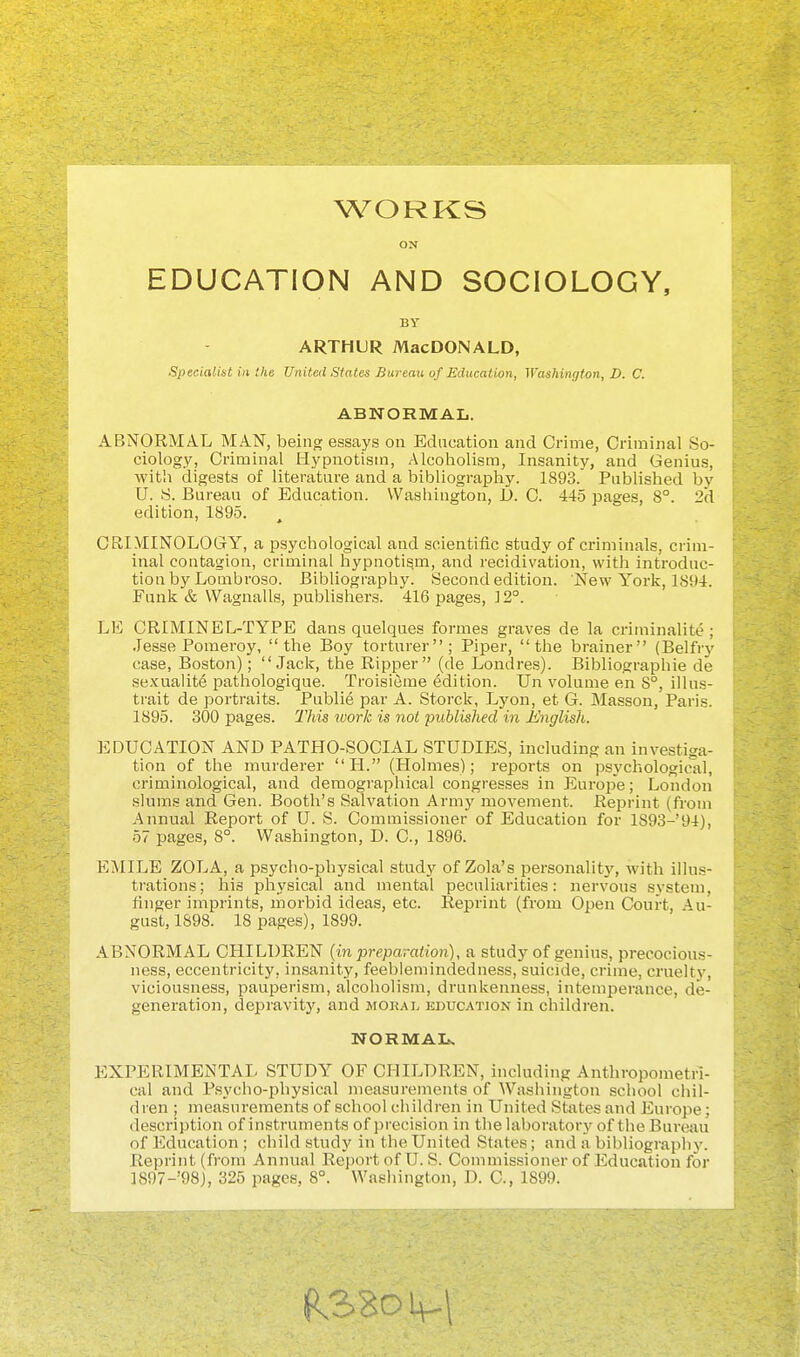 WORKS
ON
EDUCATION AND SOCIOLOGY,
BY
ARTHUR MacDONALD,
Specialist in the United States Bureau of Education, Washington, D. C.
ABNORMAL.
ABNORMAL MAN, being essays on Education and Crime, Criminal So-
ciology, Criminal Hypnotism, Alcoholism, Insanity, and Genius,
with digests of literature and a bibliography. 1893. Published by
U. S. Bureau of Education. Washington, D. C. 445 pages, 8°. 2d
edition, 1895.
CRIMINOLOGY, a psychological and scientific study of criminals, crim-
inal contagion, criminal hypnotism, and recidivation, with introduc-
tion by Lombroso. Bibliography. Second edition. New York, 1894.
Funk & Wagnalls, publishers. 416 pages, 12°.
LE CRIMINEL-TYPE dans quelques formes graves de la criminalité;
Jesse Pomeroy, "the Boy torturer"; Piper, "the brainer" (Belfry
case, Boston); "Jack, the Ripper" (de Londres). Bibliographie de
sexualité pathologique. Troisième édition. Un volume en 8°, illus-
trait de portraits. Publié par A. Storck, Lyon, et G. Masson, Paris.
1895. 300 pages. This work is not published in English.
EDUCATION AND PATHO-SOCIAL STUDIES, including an investiga-
tion of the murderer "H." (Holmes); reports on psychological,
criminological, and demographical congresses in Europe; London
slums and Gen. Booth's Salvation Army movement. Reprint (from
Annual Report of U. S. Commissioner of Education for 1893-'94),
57 pages, 8°. Washington, D. C., 1896.
EMILE ZOLA, a psycho-physical study of Zola's personality, with illus-
trations; his physical and mental peculiarities: nervous system,
finger imprints, morbid ideas, etc. Reprint (from Open Court, Au-
gust, 1898. 18 pages), 1899.
ABNORMAL CHILDREN (in preparation), a study of genius, precocious-
ness, eccentricity, insanity, feeblemindedness, suicide, crime, cruelty,
viciousness, pauperism, alcoholism, drunkenness, intemperance, de-
generation, depravity, and MORAL EDUCATION in children.
NORMAL.
EXPERIMENTAL STUDY OF CHILDREN, including Anthropometri-
cal and Psycho-physical measurements of Washington school chil-
dren; measurements of school children in United States and Europe;
description of instruments of precision in the laboratory of the Bureau
of Education; child study in the United States; and a bibliography.
Reprint (from Annual Report of U. S. Commissioner of Education for
1897-'98), 325 pages, 8°. Washington, D. C., 1899.
R38041